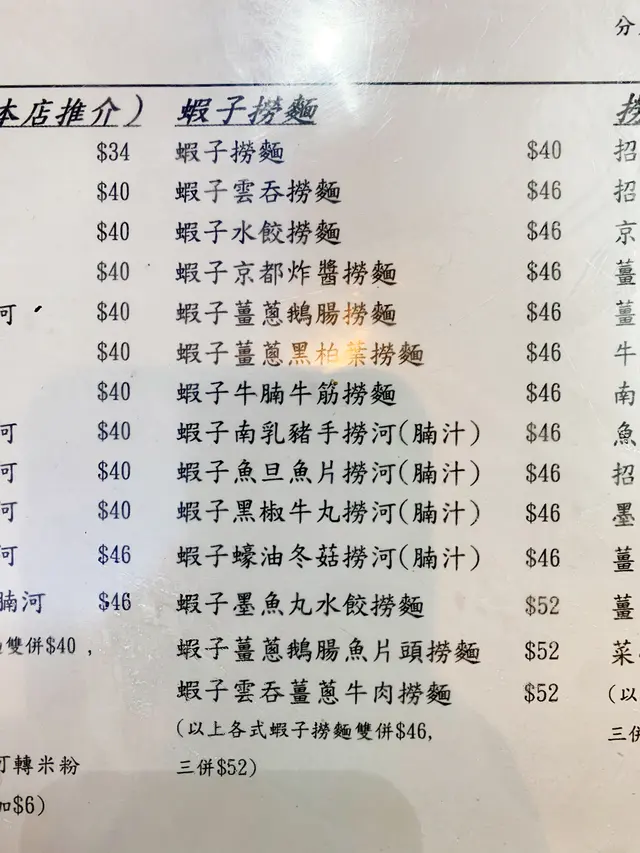 分
本店推介）
$34
$40
$40
$40
河 $40
$40
$40
河 $40
河 $40
河 $40
河 $46
腩河 $46
雙併$40，
可轉米粉
加$6）
蝦子撈麵
蝦子撈麵 $40
蝦子雲吞撈麵 $46
蝦子水餃撈麵 $46
蝦子京都炸醬撈麵 $46
蝦子薑蔥鵝腸撈麵 $46
蝦子薑蔥黑柏葉撈麵 $46
蝦子牛腩牛筋撈麵 $46
蝦子南乳豬手撈河(腩汁) $46
蝦子魚旦魚片撈河(腩汁) $46
蝦子黑椒牛丸撈河(腩汁) $46
蝦子蠔油冬菇撈河(腩汁) $46
蝦子墨魚丸水餃撈麵 $52
蝦子薑蔥鵝腸魚片頭撈麵 $52
蝦子雲吞薑蔥牛肉撈麵 $52
(以上各式蝦子撈麵雙併$46，
三併$52)
撈
招
招
京
薑
薑
牛
南
魚
招
墨
薑
薑
菜
(以
三併